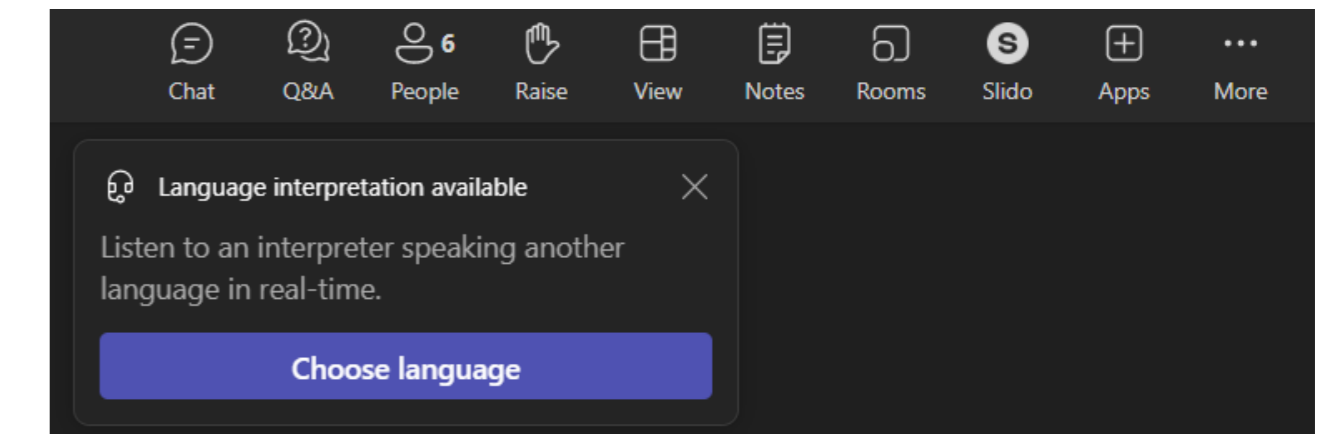 6
Chat Q&A People Raise View Notes Rooms Slido Apps More
S
Language interpretation available
Listen to an interpreter speaking another
language in real-time.
Choose language